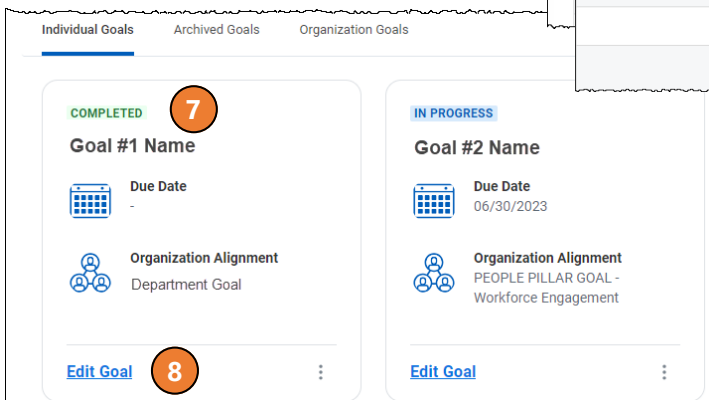 Individual Goals Archived Goals Organization Goals
COMPLETED 7
Goal #1 Name
Due Date
-
Organization Alignment
Department Goal
Edit Goal 8
IN PROGRESS
Goal #2 Name
Due Date
06/30/2023
Organization Alignment
PEOPLE PILLAR GOAL -
Workforce Engagement
Edit Goal